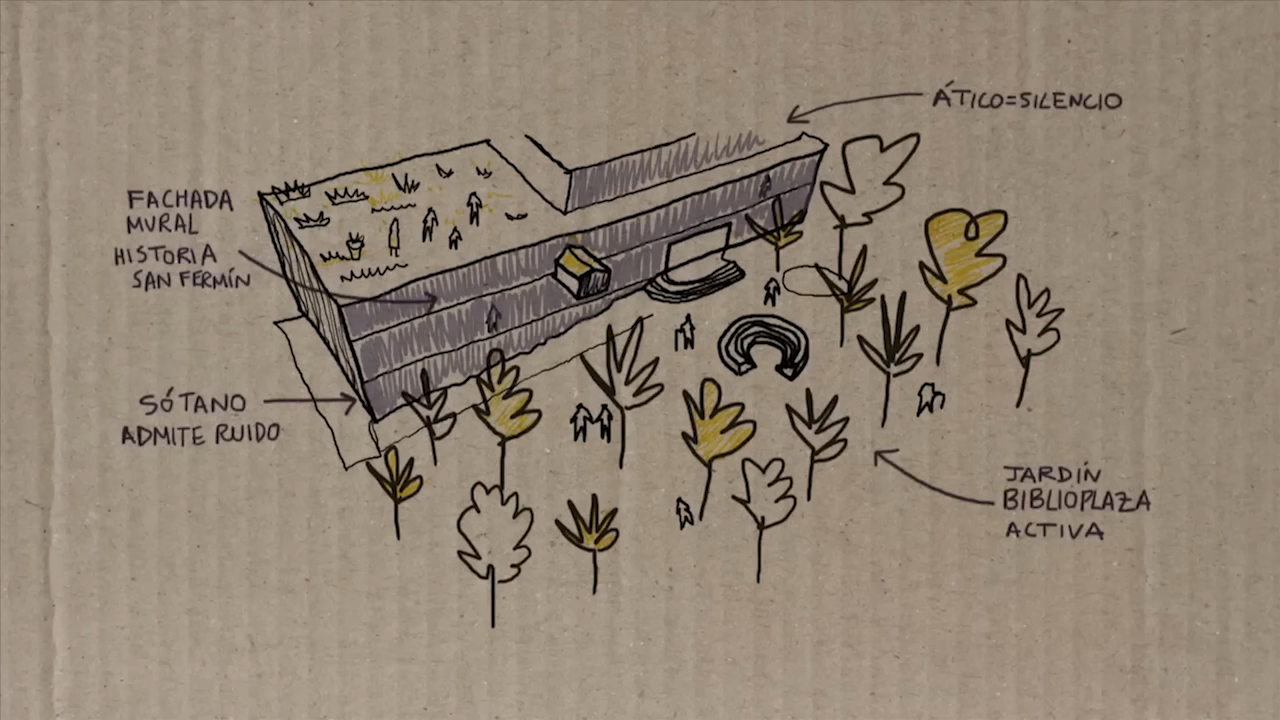 ÁTICO=SILENCIO
FACHADA
MURAL
HISTORIA
SAN FERMÍN
SÓTANO
ADMITE RUIDO
JARDÍN
BIBLIOPLAZA
ACTIVA